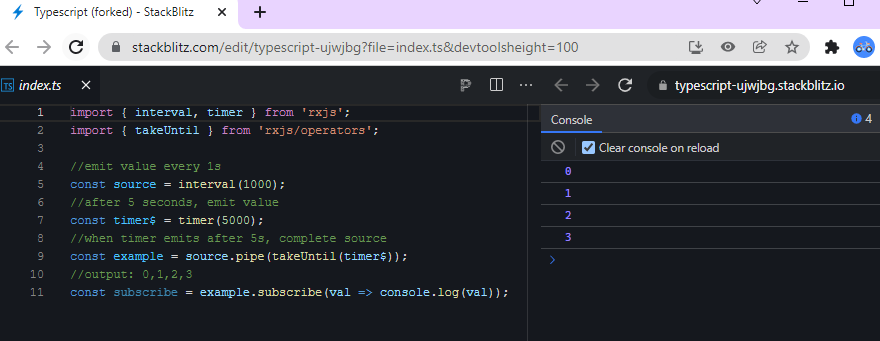 Typescript (forked) - StackBlitz
stackblitz.com/edit/typescript-ujwjbg?file=index.ts&devtoolsheight=100
TS index.ts
typescript-ujwjbg.stackblitz.io
1 import { interval, timer } from 'rxjs';
2 import { takeUntil } from 'rxjs/operators';
3
4 //emit value every 1s
5 const source = interval(1000);
6 //after 5 seconds, emit value
7 const timer$ = timer(5000);
8 //when timer emits after 5s, complete source
9 const example = source.pipe(takeUntil(timer$));
10 //output: 0,1,2,3
11 const subscribe = example.subscribe(val => console.log(val));
Console 4
Clear console on reload
0
1
2
3